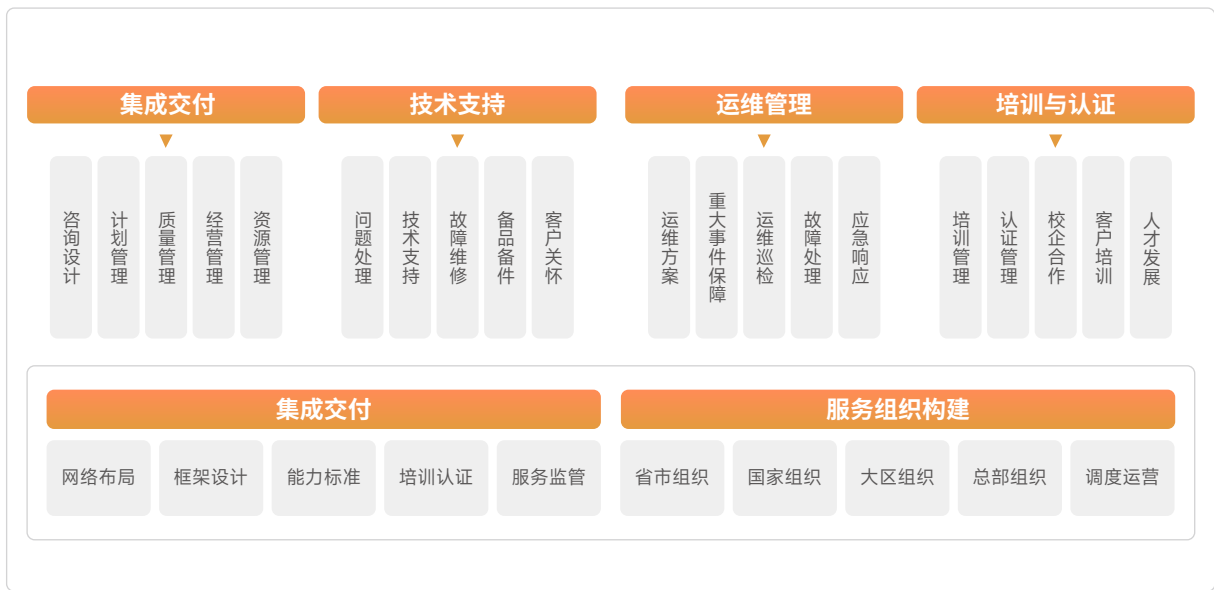 集成交付
技术支持
运维管理
培训与认证
咨询设计
计划管理
质量管理
经营管理
资源管理
问题处理
技术支持
故障维修
备品备件
客户关怀
运维方案
重大事件保障
运维巡检
故障处理
应急响应
培训管理
认证管理
校企合作
客户培训
人才发展
集成交付
服务组织构建
网络布局
框架设计
能力标准
培训认证
服务监管
省市组织
国家组织
大区组织
总部组织
调度运营